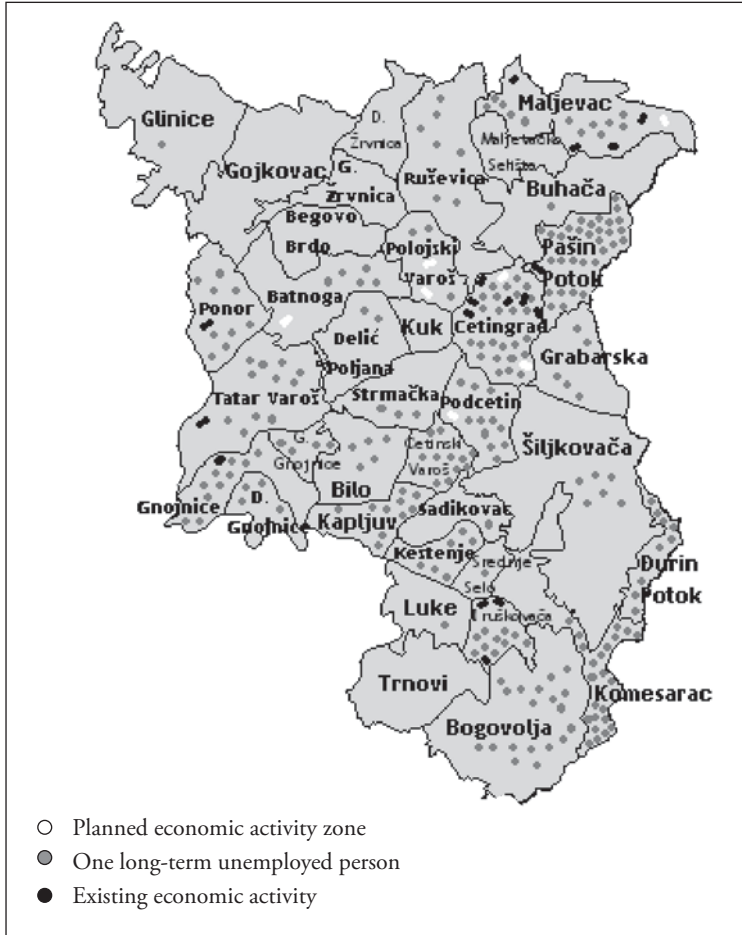 Glinice
Gojkovac
D.
Žrvnica
G.
Žrvnica
Begovo
Brdo
Ruševica
Maljevac
Maljevačko
Selište
Buhača
Polojski
Varoš
Pašin
Potok
Ponor
Batnoga
Delić
Poljana
Kuk
Cetingrad
Grabarska
Tatar Varoš
Strmačka
Podcetin
G.
Gnojnice
Cetinski
Varoš
Šiljkovača
Bilo
Gnojnice
D.
Gnojnice
Kapljuv
Sadikovac
Kestenje
Srednje
Selo
Đurin
Potok
Luke
Truškovača
Trnovi
Komesarac
Bogovolja
Planned economic activity zone
One long-term unemployed person
Existing economic activity